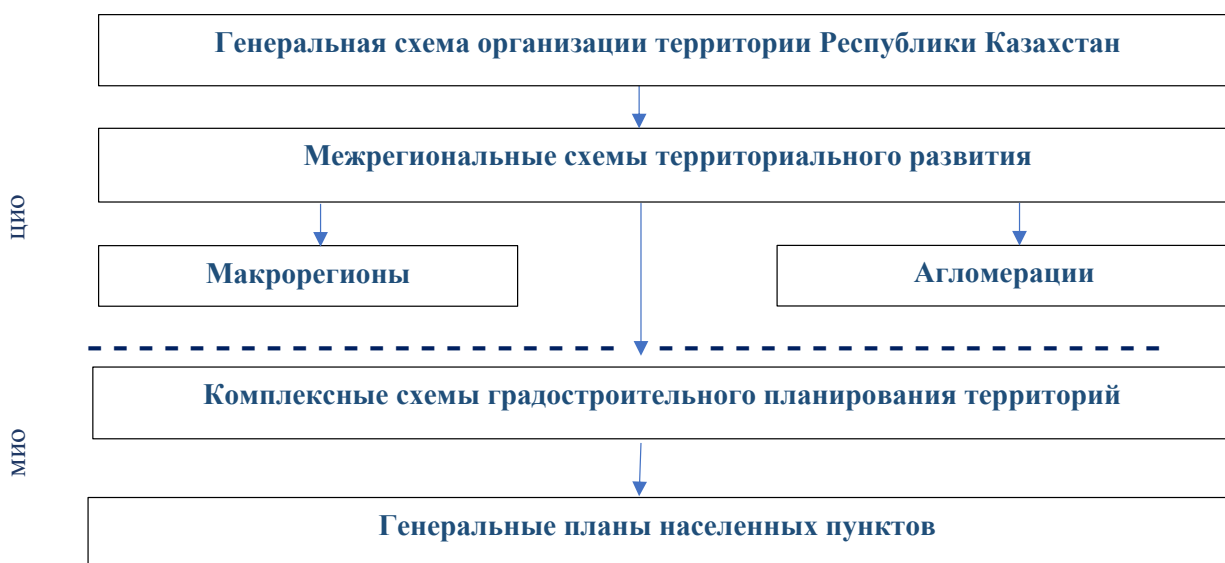 Генеральная схема организации территории Республики Казахстан
Межрегиональные схемы территориального развития
ЦИО
Макрорегионы
Агломерации
Комплексные схемы градостроительного планирования территорий
МИО
Генеральные планы населенных пунктов